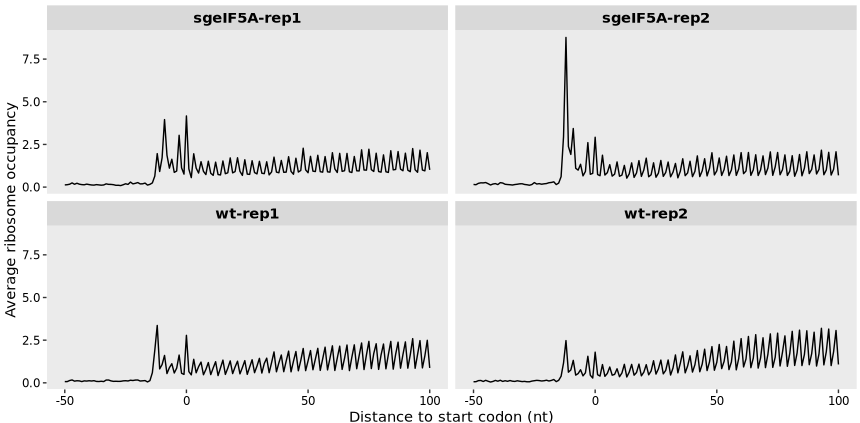 sgeIF5A-rep1
sgeIF5A-rep2
7.5
5.0
2.5
0.0
wt-rep1
wt-rep2
7.5
5.0
2.5
0.0
-50
0
50
100
-50
0
50
100
Average ribosome occupancy
Distance to start codon (nt)